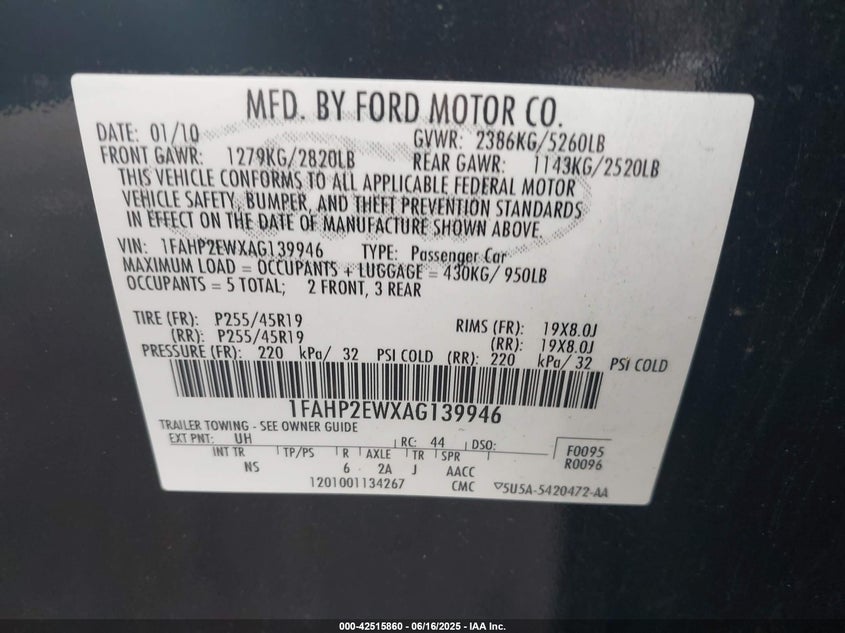 MFD. BY FORD MOTOR CO.
DATE: 01/10 GVWR: 2386KG/5260LB
FRONT GAWR: 1279KG/2820LB REAR GAWR: 1143KG/2520LB
THIS VEHICLE CONFORMS TO ALL APPLICABLE FEDERAL MOTOR
VEHICLE SAFETY, BUMPER, AND THEFT PREVENTION STANDARDS
IN EFFECT ON THE DATE OF MANUFACTURE SHOWN ABOVE.
VIN: 1FAHP2EWXAG139946 TYPE: Passenger Car
MAXIMUM LOAD = OCCUPANTS + LUGGAGE = 430KG/ 950LB
OCCUPANTS = 5 TOTAL; 2 FRONT, 3 REAR
TIRE (FR): P255/45R19 RIMS (FR): 19X8.0J
(RR): P255/45R19 (RR): 19X8.0J
PRESSURE (FR): 220 kPa/ 32 PSI COLD (RR): 220 kPa/ 32 PSI COLD
1FAHP2EWXAG139946
TRAILER TOWING - SEE OWNER GUIDE
EXT PNT: UH RC: 44 DSO: F0095
INT TR TP/PS R AXLE TR SPR R0096
NS 6 2A J AACC
1201001134267 CMC 5U5A-5420472-AA
000-42515860 - 06/16/2025 - IAA Inc.